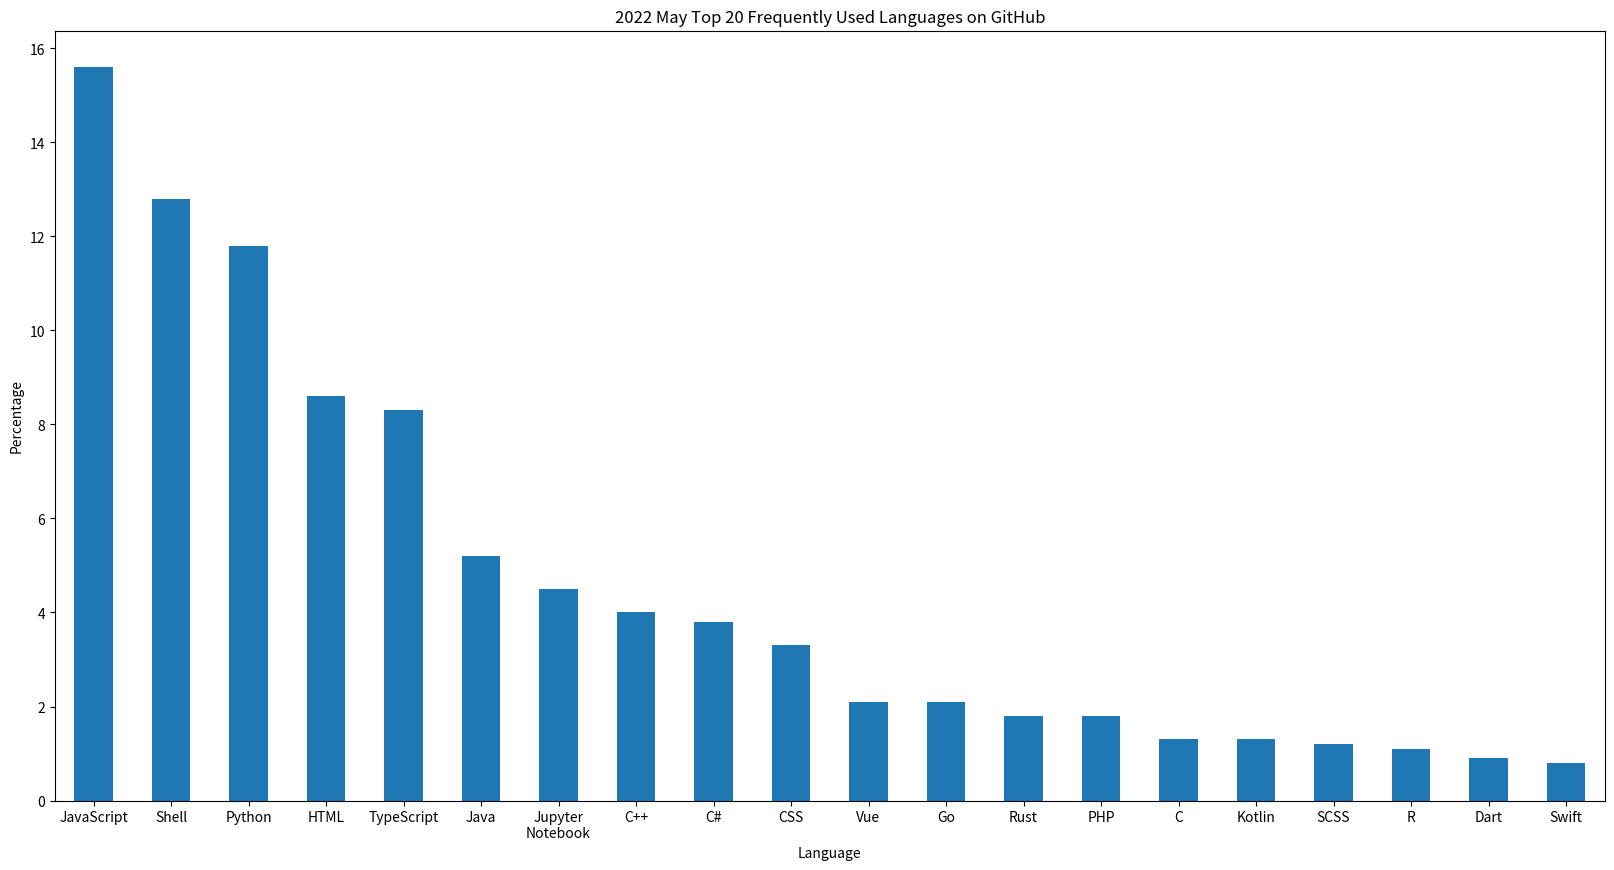 2022 May Top 20 Frequently Used Languages on GitHub
Percentage
16
14
12
10
8
6
4
2
0
JavaScript Shell Python HTML TypeScript Java Jupyter Notebook C++ C# CSS Vue Go Rust PHP C Kotlin SCSS R Dart Swift
Language